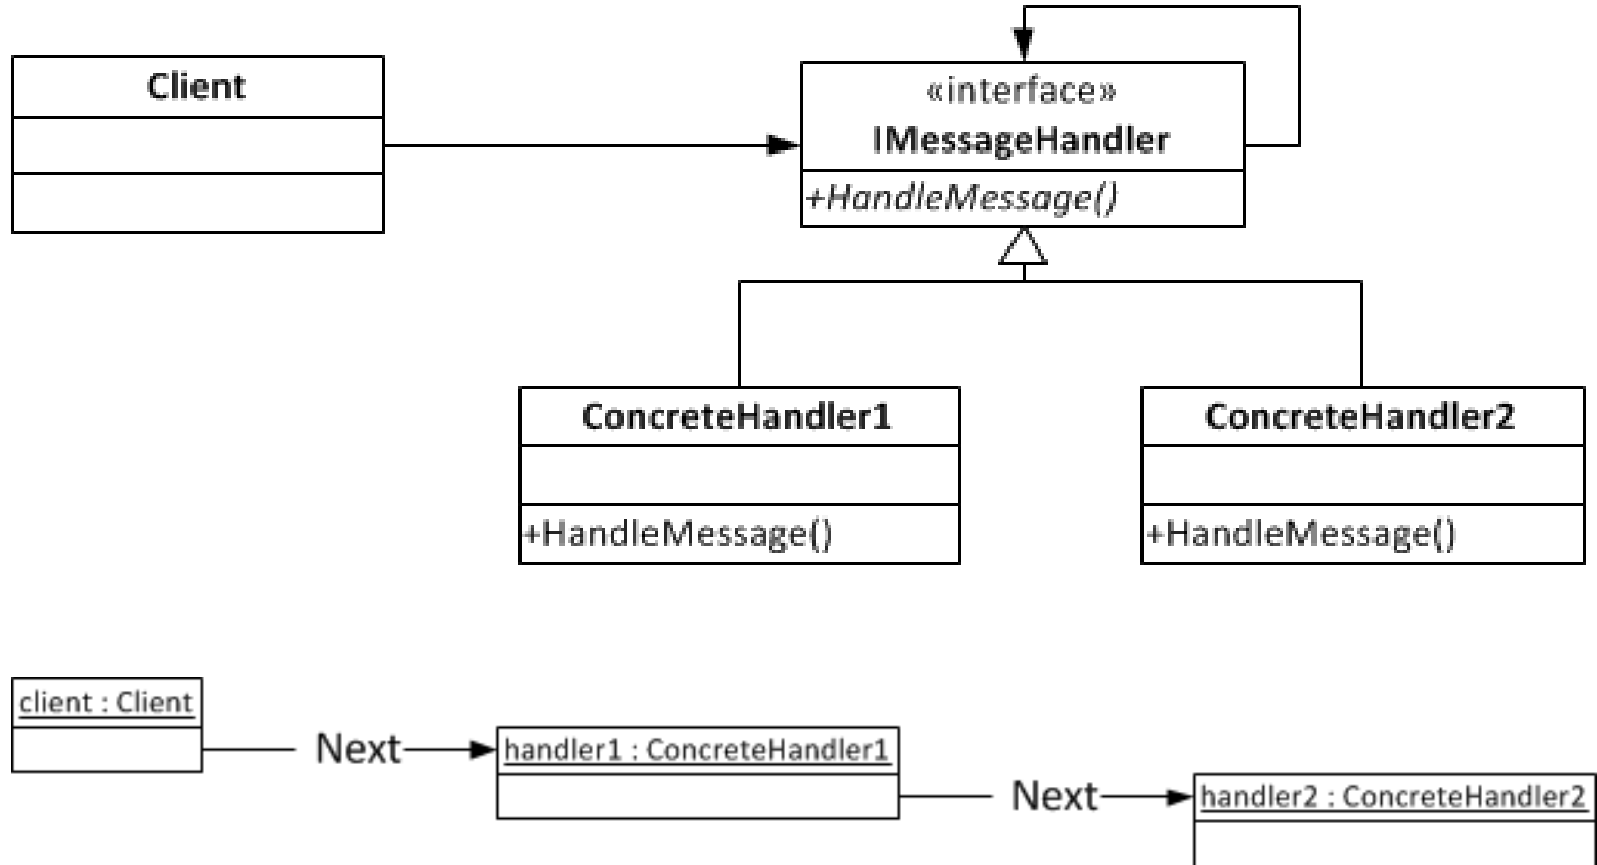 Client
«interface»
IMessageHandler
+HandleMessage()
ConcreteHandler1
+HandleMessage()
ConcreteHandler2
+HandleMessage()
client : Client
Next
handler1 : ConcreteHandler1
Next
handler2 : ConcreteHandler2